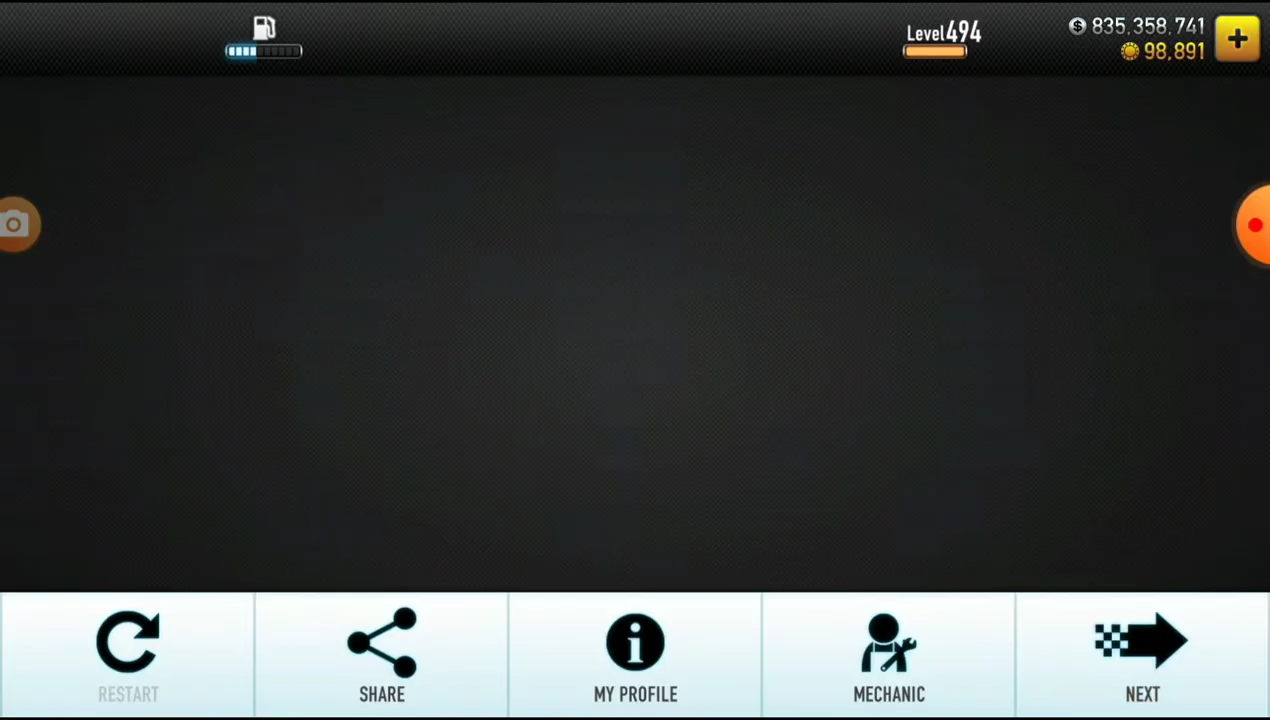 Level494
835,358,741
98,891
RESTART
SHARE
MY PROFILE
MECHANIC
NEXT